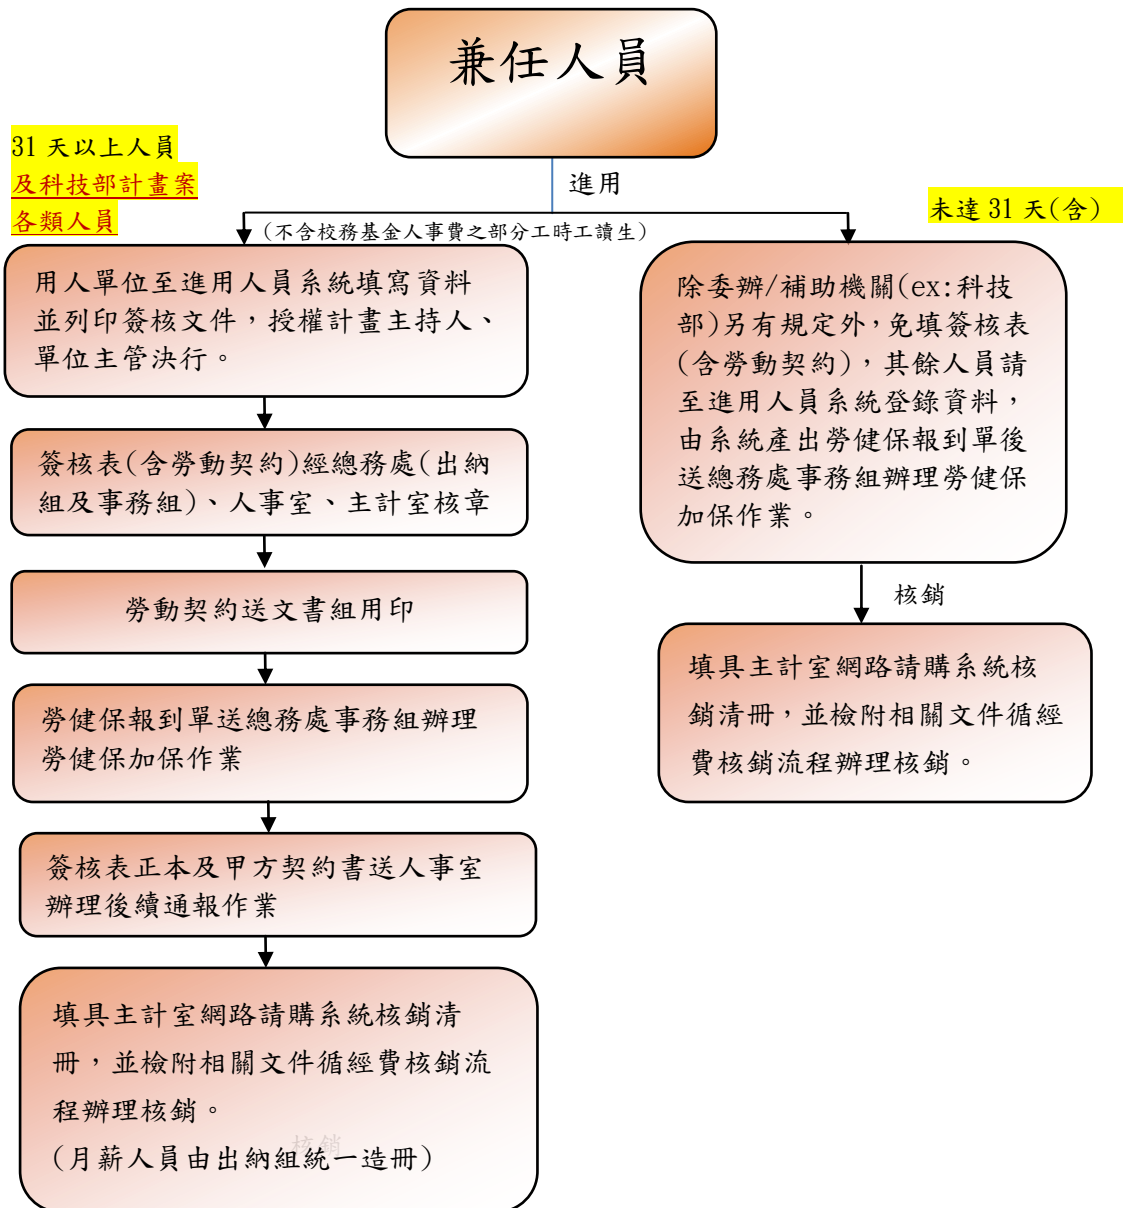 兼任人員
31 天以上人員
及科技部計畫案
各類人員
進用
未達 31 天(含)
(不含校務基金人事費之部分工時工讀生)
用人單位至進用人員系統填寫資料
並列印簽核文件，授權計畫主持人、
單位主管決行。
簽核表(含勞動契約)經總務處(出納
組及事務組)、人事室、主計室核章
勞動契約送文書組用印
勞健保報到單送總務處事務組辦理
勞健保加保作業
簽核表正本及甲方契約書送人事室
辦理後續通報作業
填具主計室網路請購系統核銷清
冊，並檢附相關文件循經費核銷流
程辦理核銷。
核銷
(月薪人員由出納組統一造冊)
除委辦/補助機關(ex:科技
部)另有規定外,免填簽核表
(含勞動契約)，其餘人員請
至進用人員系統登錄資料，
由系統產出勞健保報到單後
送總務處事務組辦理勞健保
加保作業。
核銷
填具主計室網路請購系統核
銷清冊，並檢附相關文件循經
費核銷流程辦理核銷。